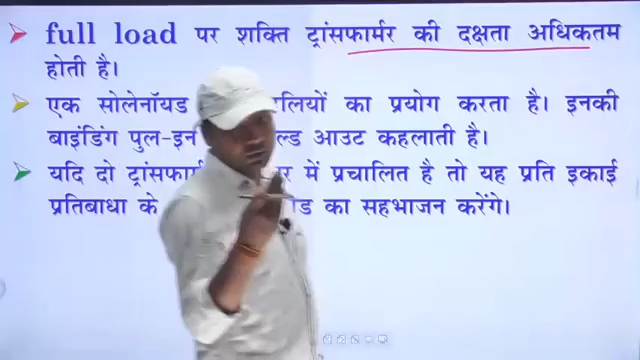 full load पर शक्ति ट्रांसफार्मर की दक्षता अधिकतम
होती है।
एक सोलेनॉयड लियों का प्रयोग करता है। इनकी
बाइंडिंग पुल-इन ल्ड आउट कहलाती है।
यदि दो ट्रांसफार्म र में प्रचालित है तो यह प्रति इकाई
प्रतिबाधा के ड का सहभाजन करेंगे।